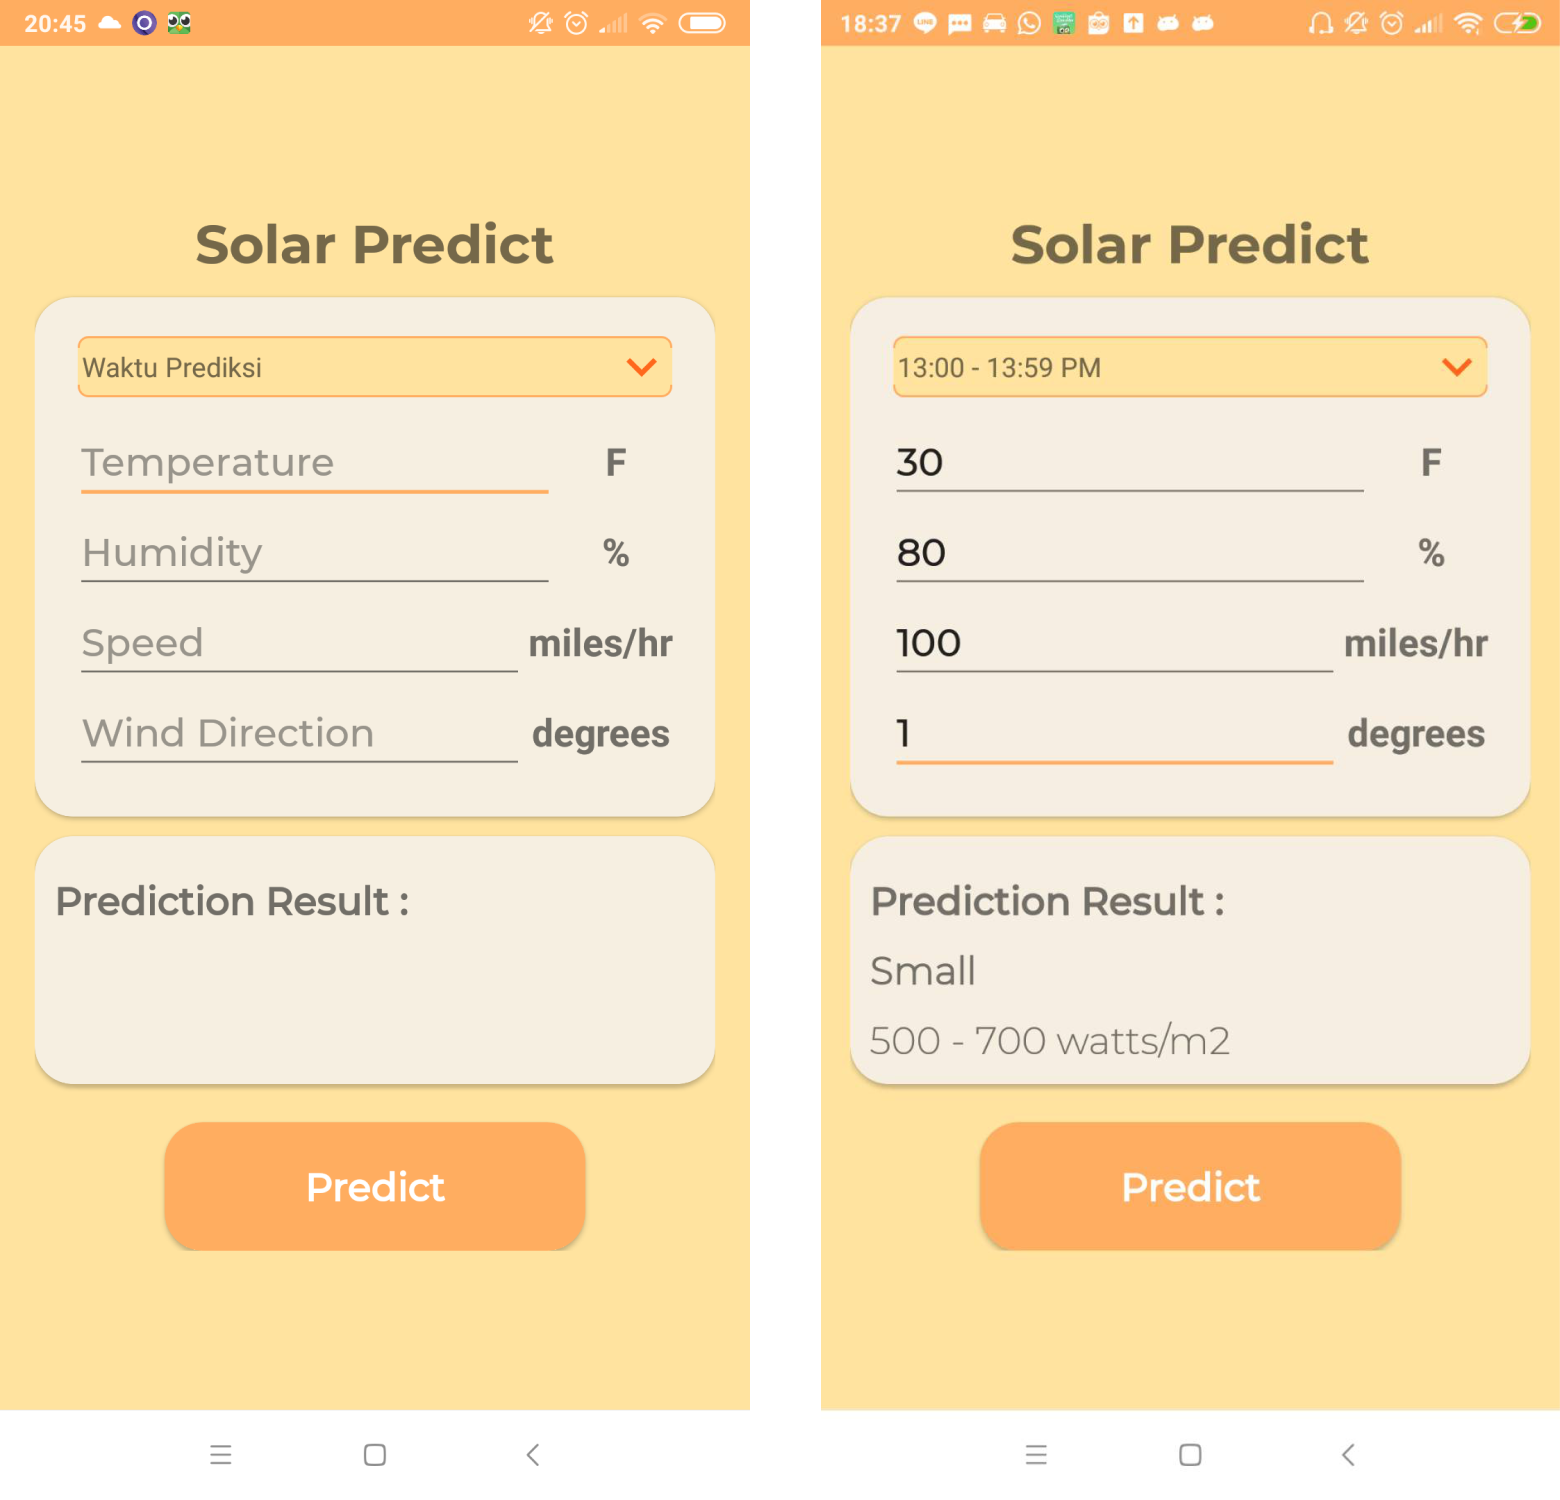 20:45
Solar Predict
Waktu Prediksi
Temperature F
Humidity %
Speed miles/hr
Wind Direction degrees
Prediction Result :
Predict
18:37
LINE
Solar Predict
13:00 - 13:59 PM
30 F
80 %
100 miles/hr
1 degrees
Prediction Result :
Small
500 - 700 watts/m2
Predict